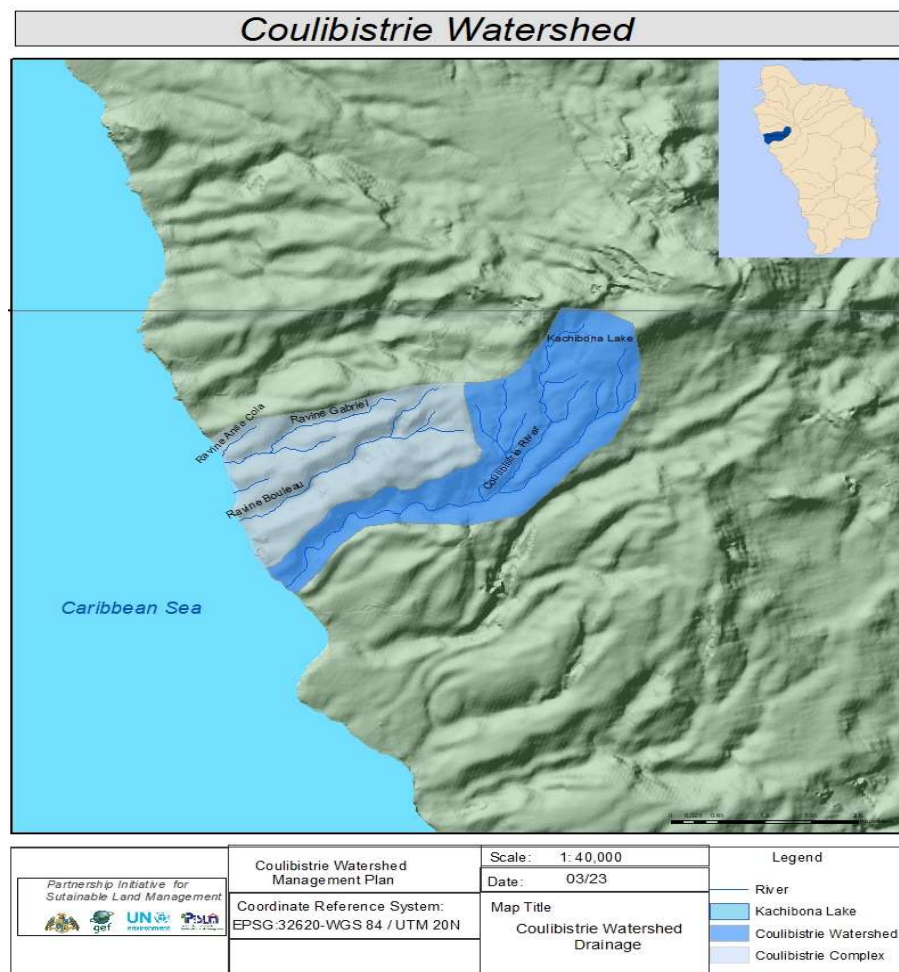 Coulibistrie Watershed
Kachibona Lake
Ravine Anse Cola
Ravine Gabriel
Coulibistrie River
Ravine Bouleau
Caribbean Sea
Partnership Initiative for
Sutainable Land Management
gef
UN
environment
Coulibistrie Watershed
Management Plan
Coordinate Reference System:
EPSG:32620-WGS 84 / UTM 20N
Scale: 1: 40,000
Date: 03/23
Map Title
Coulibistrie Watershed
Drainage
Legend
River
Kachibona Lake
Coulibistrie Watershed
Coulibistrie Complex